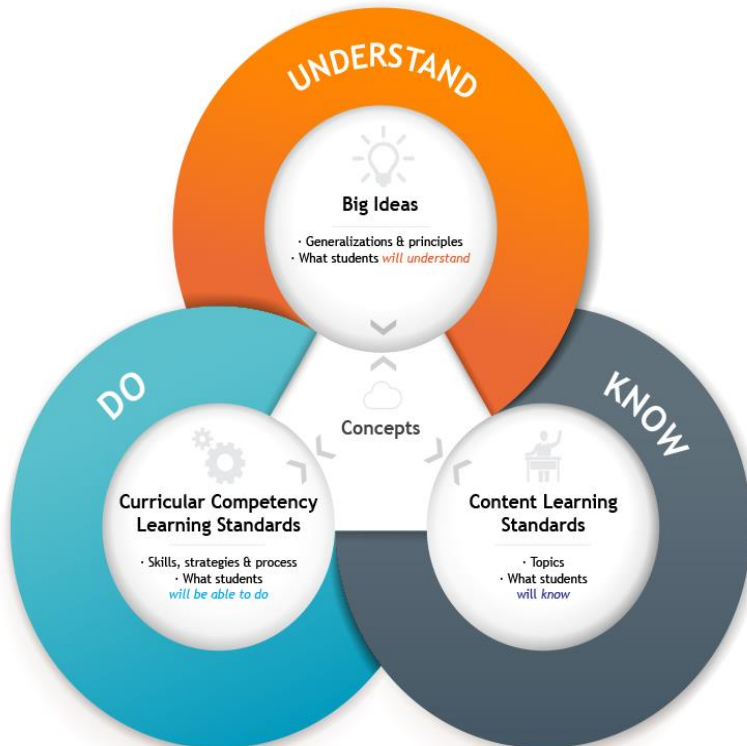 UNDERSTAND
Big Ideas
· Generalizations & principles
· What students will understand
DO
KNOW
Concepts
Curricular Competency
Learning Standards
· Skills, strategies & process
· What students
will be able to do
Content Learning
Standards
· Topics
· What students
will know